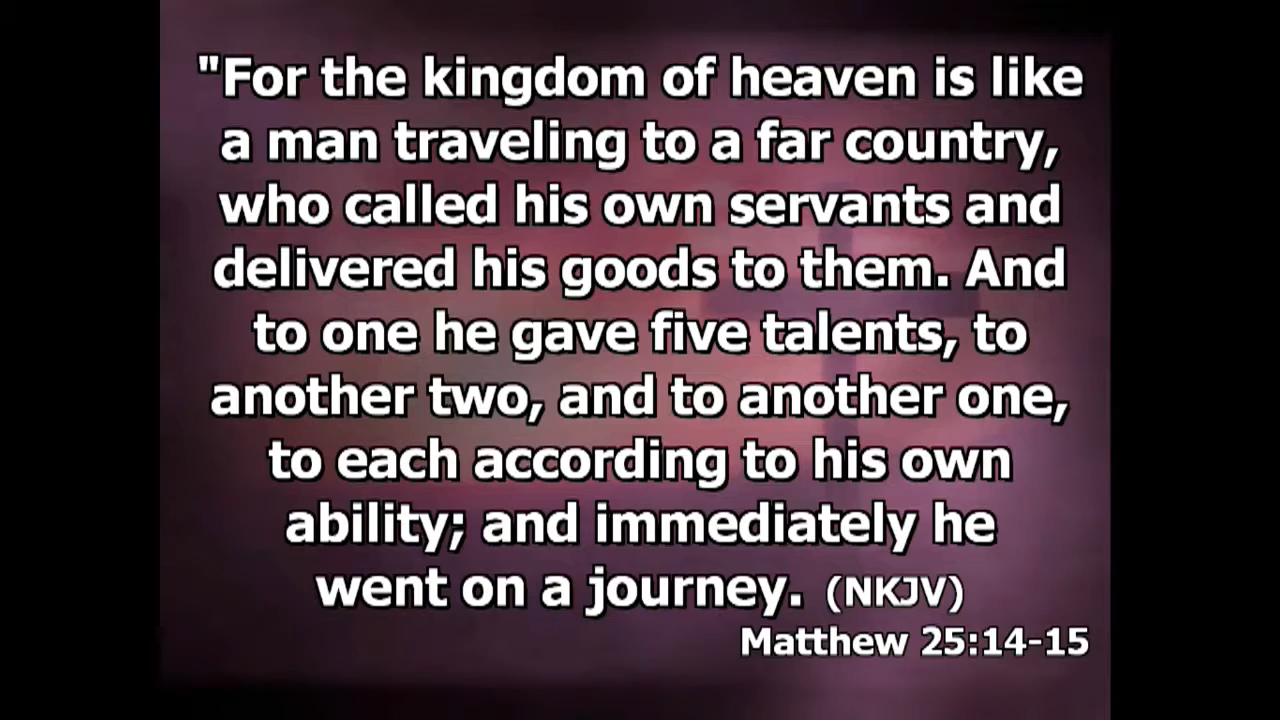 "For the kingdom of heaven is like
a man traveling to a far country,
who called his own servants and
delivered his goods to them. And
to one he gave five talents, to
another two, and to another one,
to each according to his own
ability; and immediately he
went on a journey. (NKJV)
Matthew 25:14-15